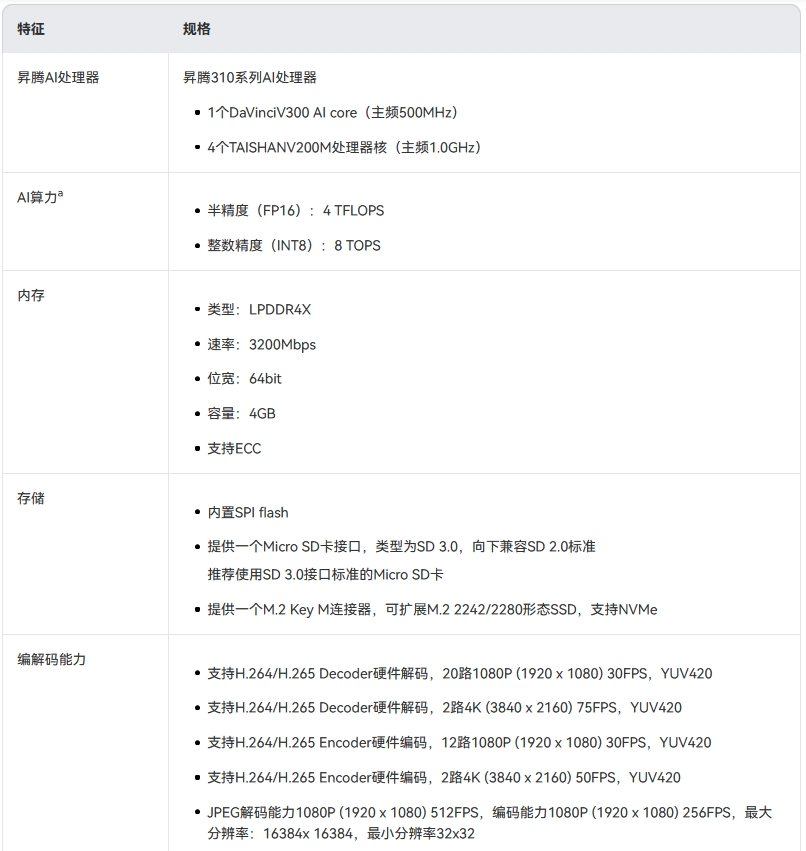 特征 规格
昇腾AI处理器 昇腾310系列AI处理器
• 1个DaVinciV300 AI core（主频500MHz）
• 4个TAISHANV200M处理器核（主频1.0GHz）
AI算力a
• 半精度（FP16）：4 TFLOPS
• 整数精度（INT8）：8 TOPS
内存
• 类型：LPDDR4X
• 速率：3200Mbps
• 位宽：64bit
• 容量：4GB
• 支持ECC
存储
• 内置SPI flash
• 提供一个Micro SD卡接口，类型为SD 3.0，向下兼容SD 2.0标准
推荐使用SD 3.0接口标准的Micro SD卡
• 提供一个M.2 Key M连接器，可扩展M.2 2242/2280形态SSD，支持NVMe
编解码能力
• 支持H.264/H.265 Decoder硬件解码，20路1080P (1920 x 1080) 30FPS，YUV420
• 支持H.264/H.265 Decoder硬件解码，2路4K (3840 x 2160) 75FPS，YUV420
• 支持H.264/H.265 Encoder硬件编码，12路1080P (1920 x 1080) 30FPS，YUV420
• 支持H.264/H.265 Encoder硬件编码，2路4K (3840 x 2160) 50FPS，YUV420
• JPEG解码能力1080P (1920 x 1080) 512FPS，编码能力1080P (1920 x 1080) 256FPS，最大
分辨率：16384x 16384，最小分辨率32x32